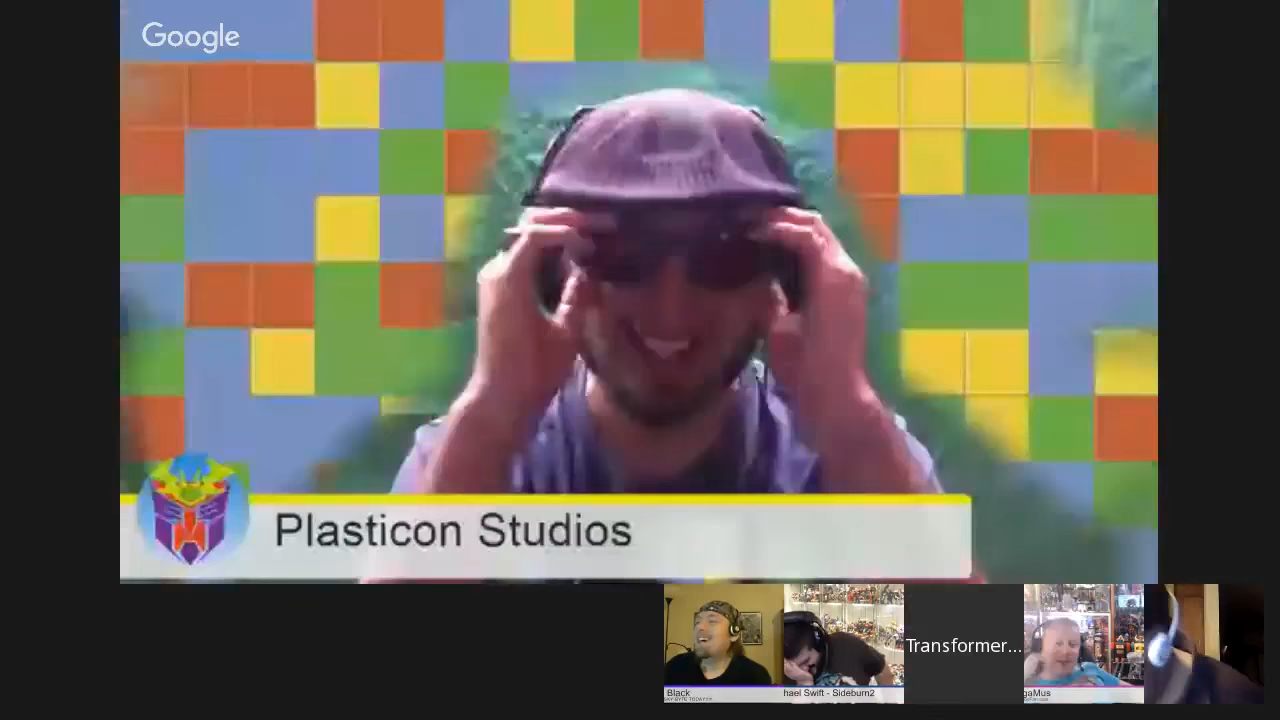 Google
Plasticon Studios
Transformer...
Black
hael Swift - Sideburn2
gaMus